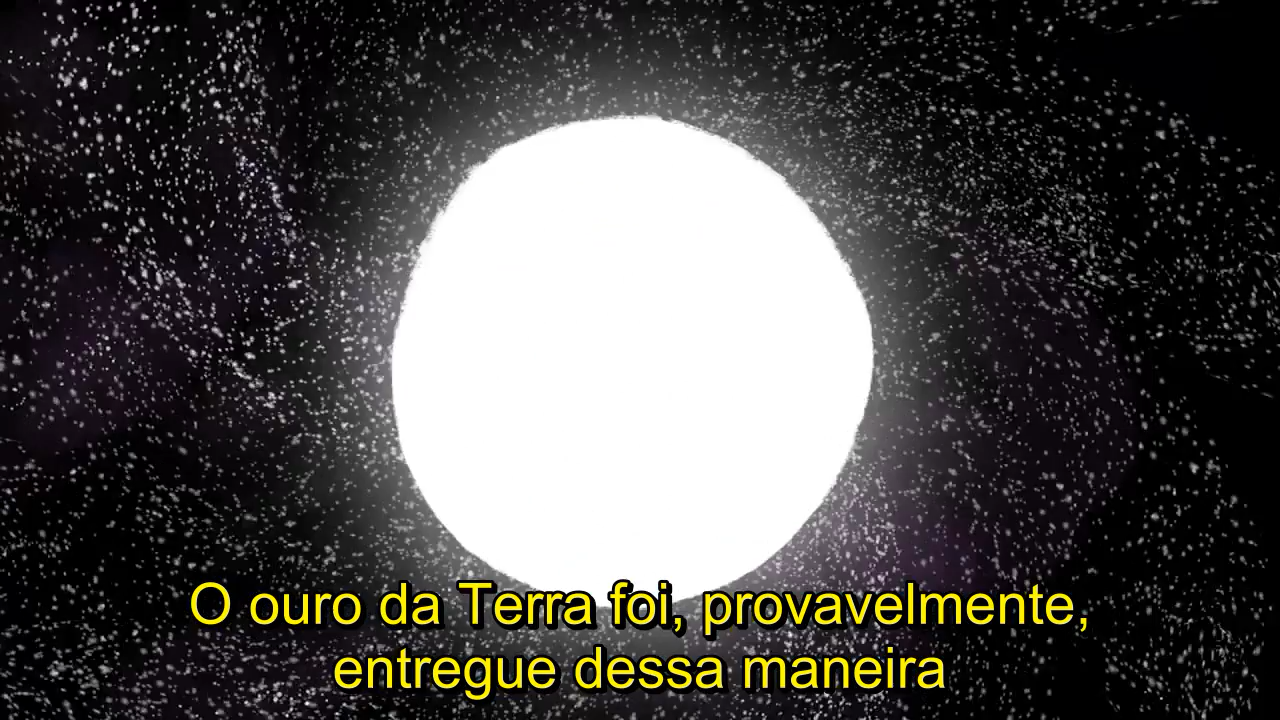 O ouro da Terra foi, provavelmente,
entregue dessa maneira